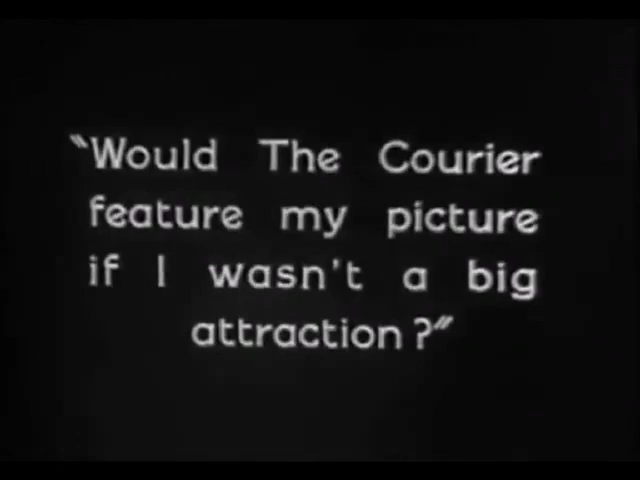 "Would The Courier
feature my picture
if I wasn't a big
attraction?"